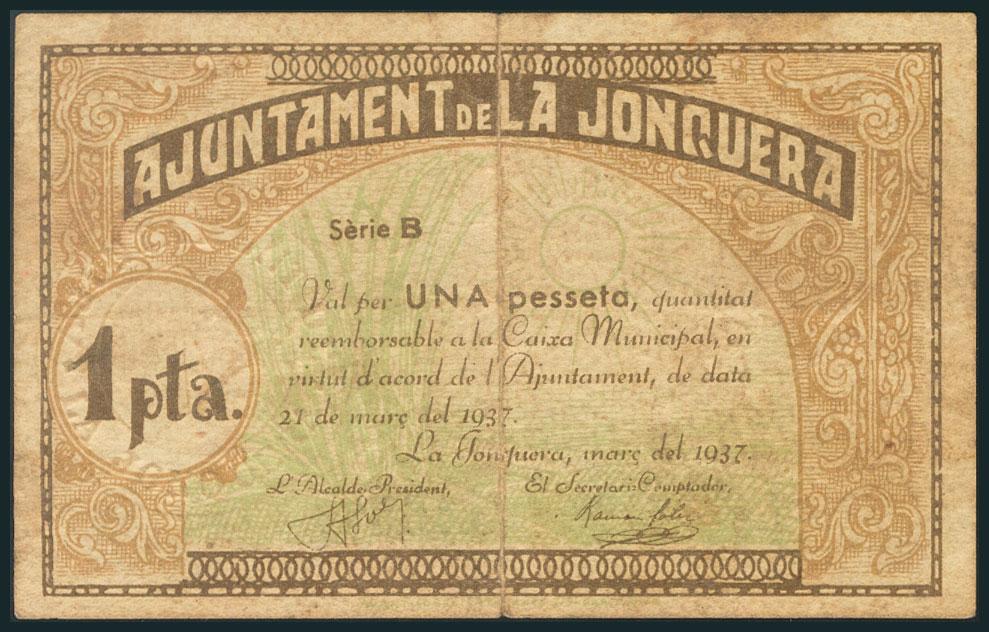 AJUNTAMENT DE LA JONQUERA
Sèrie B
Val per UNA pesseta, quantitat
reemborsable a la Caixa Municipal, en
virtut d'acord de l'Ajuntament, de data
21 de març del 1937.
La Jonquera, març del 1937.
1 pta.
L'Alcalde-President,
El Secretari-Comptador,